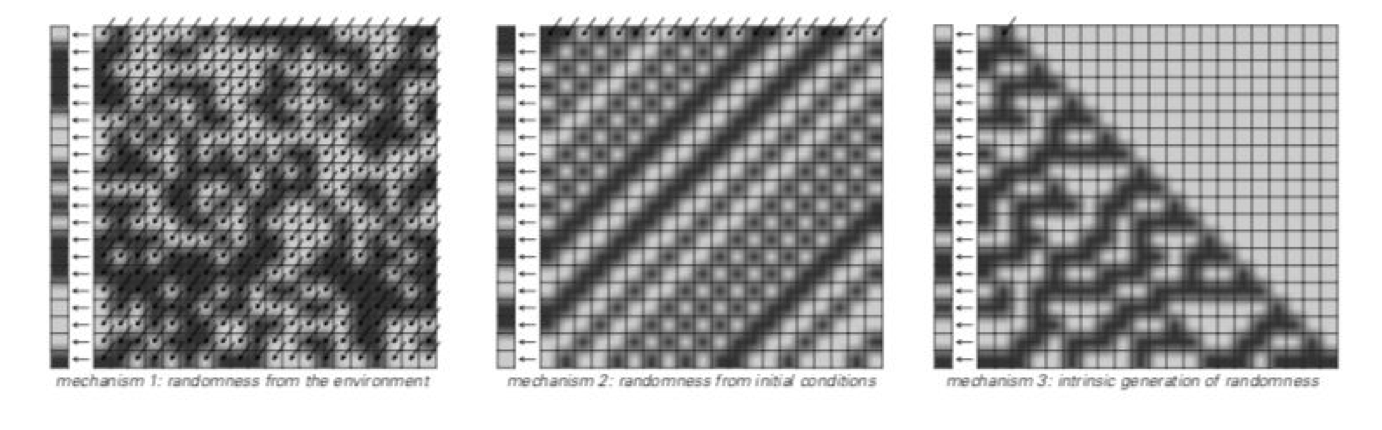 mechanism 1: randomness from the environment
mechanism 2: randomness from initial conditions
mechanism 3: intrinsic generation of randomness